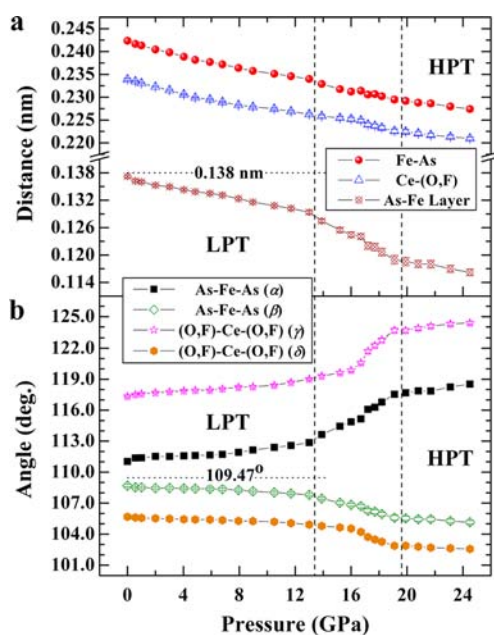 a
0.245
0.240
0.235
0.230
0.225
0.220
0.138
0.132
0.126
0.120
0.114
Distance (nm)
HPT
0.138 nm
Fe-As
Ce-(O,F)
As-Fe Layer
LPT
b
As-Fe-As (α)
As-Fe-As (β)
(O,F)-Ce-(O,F) (γ)
(O,F)-Ce-(O,F) (δ)
125.0
122.0
119.0
116.0
113.0
110.0
107.0
104.0
101.0
Angle (deg.)
LPT
HPT
109.47°
0 4 8 12 16 20 24
Pressure (GPa)